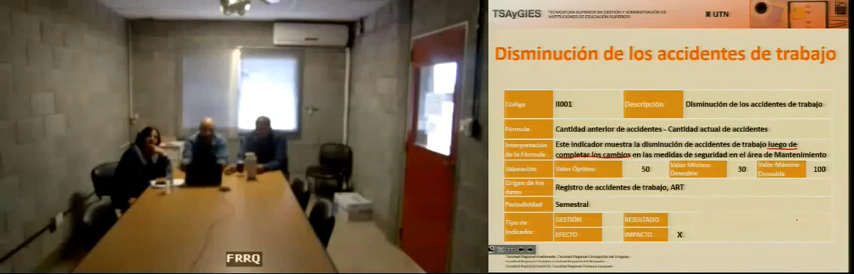 TSAyGIES
TECNICATURA SUPERIOR EN GESTIÓN Y ADMINISTRACIÓN DE
INSTITUCIONES DE EDUCACIÓN SUPERIOR
UTN
Disminución de los accidentes de trabajo
Código
II001
Descripción
Disminución de los accidentes de trabajo
Fórmula
Cantidad anterior de accidentes - Cantidad actual de accidentes
Interpretación
de la Fórmula
Este indicador muestra la disminución de accidentes de trabajo luego de
completar los cambios en las medidas de seguridad en el área de Mantenimiento
Valoración
Valor Óptimo:
50
Valor Mínimo
Deseable
30
Valor Máximo
Deseable
100
Origen de los
datos
Registro de accidentes de trabajo, ART
Periodicidad
Semestral
Tipo de
Indicador
GESTIÓN
RESULTADO
EFECTO
IMPACTO
X
FRRQ